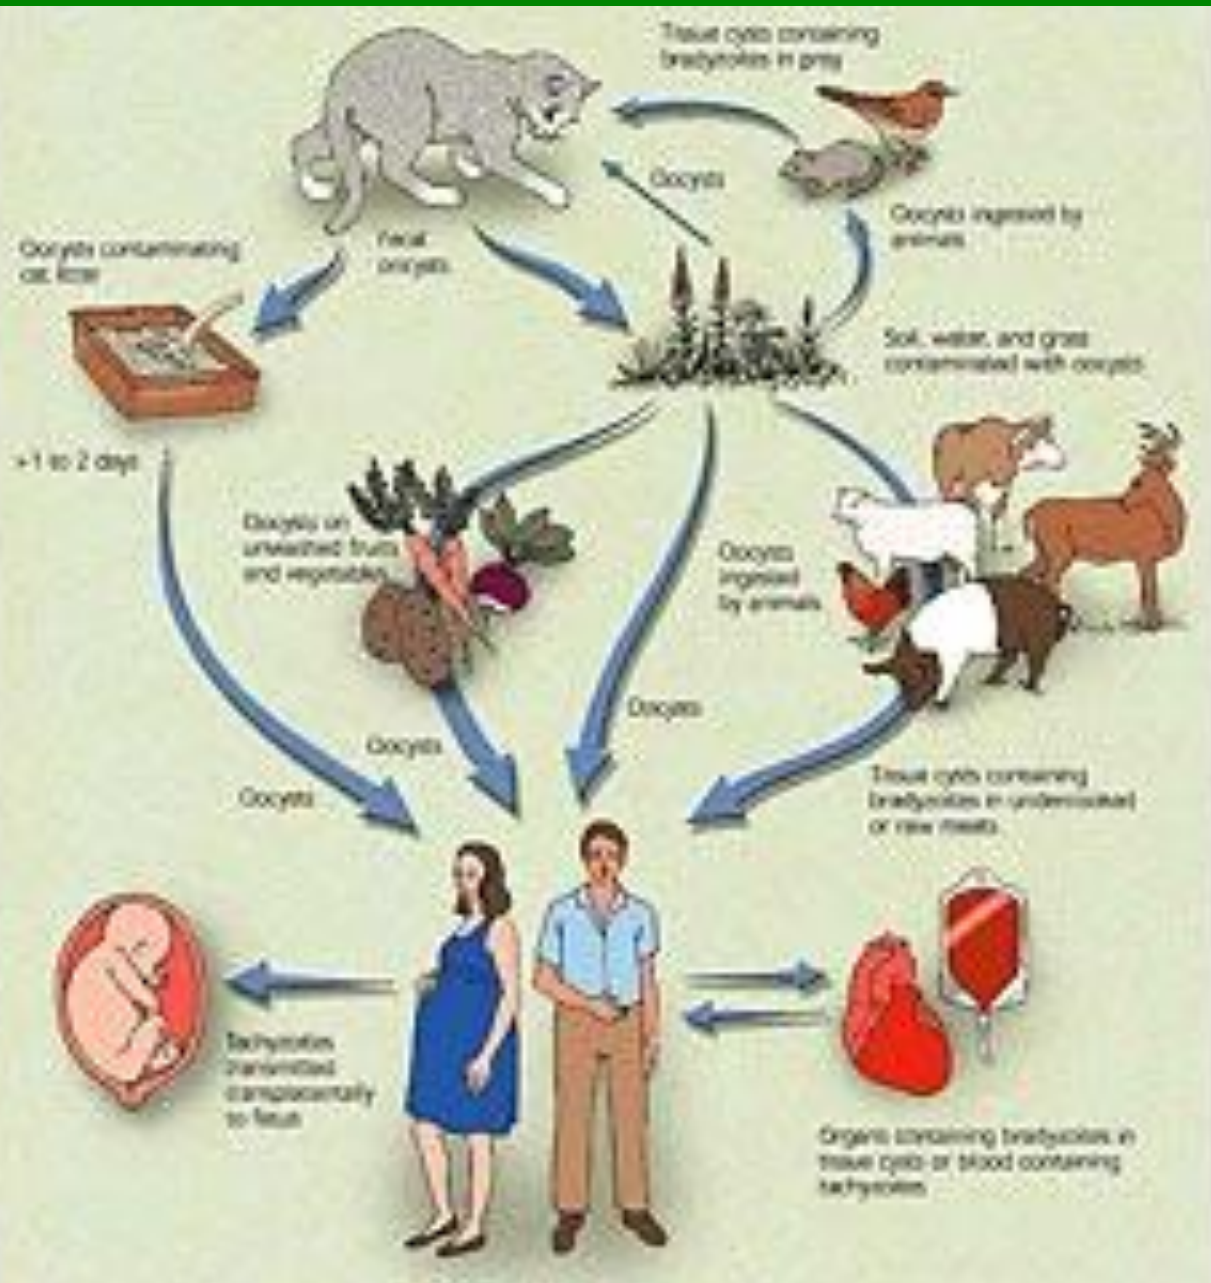 Tissue cysts containing
bradyzoites in prey
Oocysts
Oocysts ingested by
animals
Fecal
oocysts
Oocysts contaminating
cat litter
Soil, water, and grass
contaminated with oocysts
>1 to 2 days
Oocysts on
unwashed fruits
and vegetables
Oocysts
ingested
by animals
Oocysts
Oocysts
Oocysts
Tissue cysts containing
bradyzoites in undercooked
or raw meats
Tachyzoites
transmitted
transplacentally
to fetus
Organs containing bradyzoites in
tissue cysts or blood containing
tachyzoites